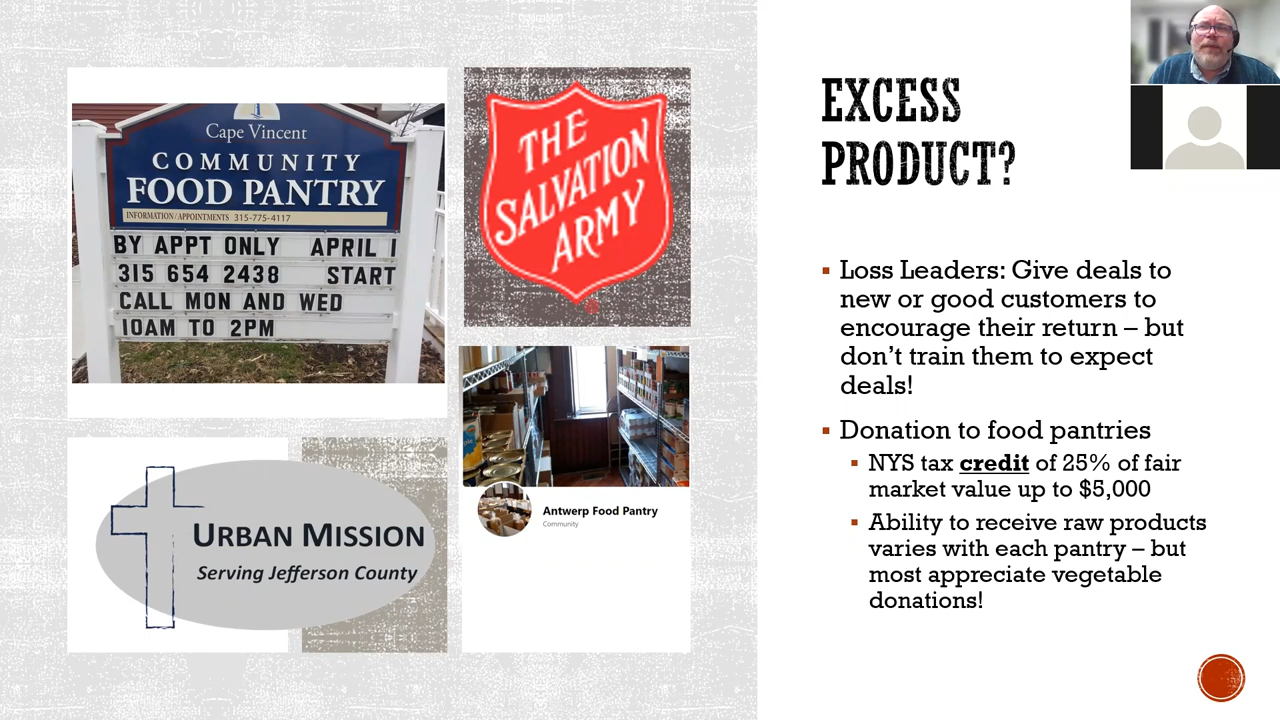 Cape Vincent
COMMUNITY
FOOD PANTRY
INFORMATION/APPOINTMENTS 315-775-4117
BY APPT ONLY APRIL 1
315 654 2438 START
CALL MON AND WED
10AM TO 2PM
THE
SALVATION
ARMY
URBAN MISSION
Serving Jefferson County
Antwerp Food Pantry
Community
EXCESS
PRODUCT?
▪ Loss Leaders: Give deals to
new or good customers to
encourage their return – but
don’t train them to expect
deals!
▪ Donation to food pantries
▪ NYS tax credit of 25% of fair
market value up to $5,000
▪ Ability to receive raw products
varies with each pantry – but
most appreciate vegetable
donations!